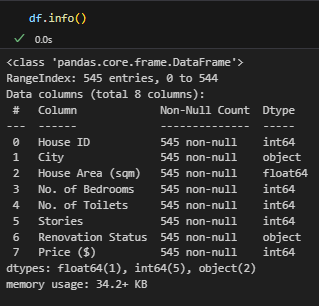 df.info()
0.0s
<class 'pandas.core.frame.DataFrame'>
RangeIndex: 545 entries, 0 to 544
Data columns (total 8 columns):
 #   Column             Non-Null Count  Dtype
---  ------             --------------  -----
 0   House ID           545 non-null    int64
 1   City               545 non-null    object
 2   House Area (sqm)   545 non-null    float64
 3   No. of Bedrooms    545 non-null    int64
 4   No. of Toilets     545 non-null    int64
 5   Stories            545 non-null    int64
 6   Renovation Status  545 non-null    object
 7   Price ($)          545 non-null    int64
dtypes: float64(1), int64(5), object(2)
memory usage: 34.2+ KB